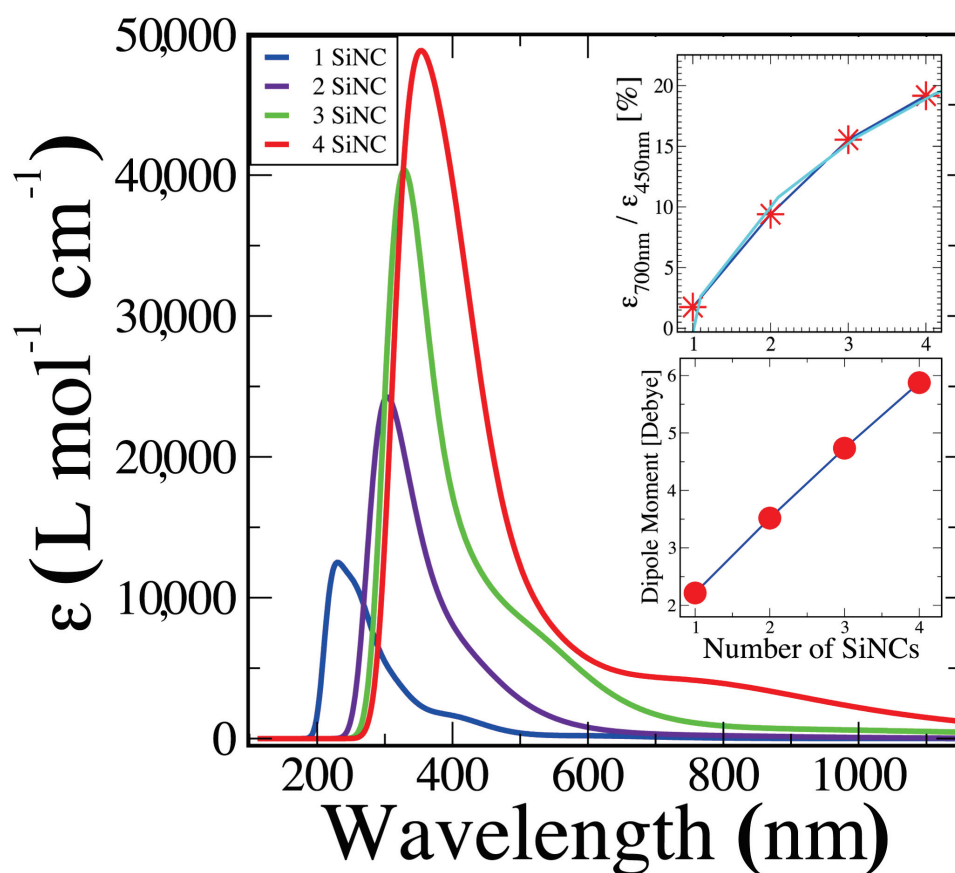 50,000
40,000
30,000
20,000
10,000
0
ε (L mol⁻¹ cm⁻¹)
1 SiNC
2 SiNC
3 SiNC
4 SiNC
200 400 600 800 1000
Wavelength (nm)
20
15
10
5
0
ε700nm / ε450nm [%]
1 2 3 4
6
5
4
3
2
Dipole Moment [Debye]
1 2 3 4
Number of SiNCs